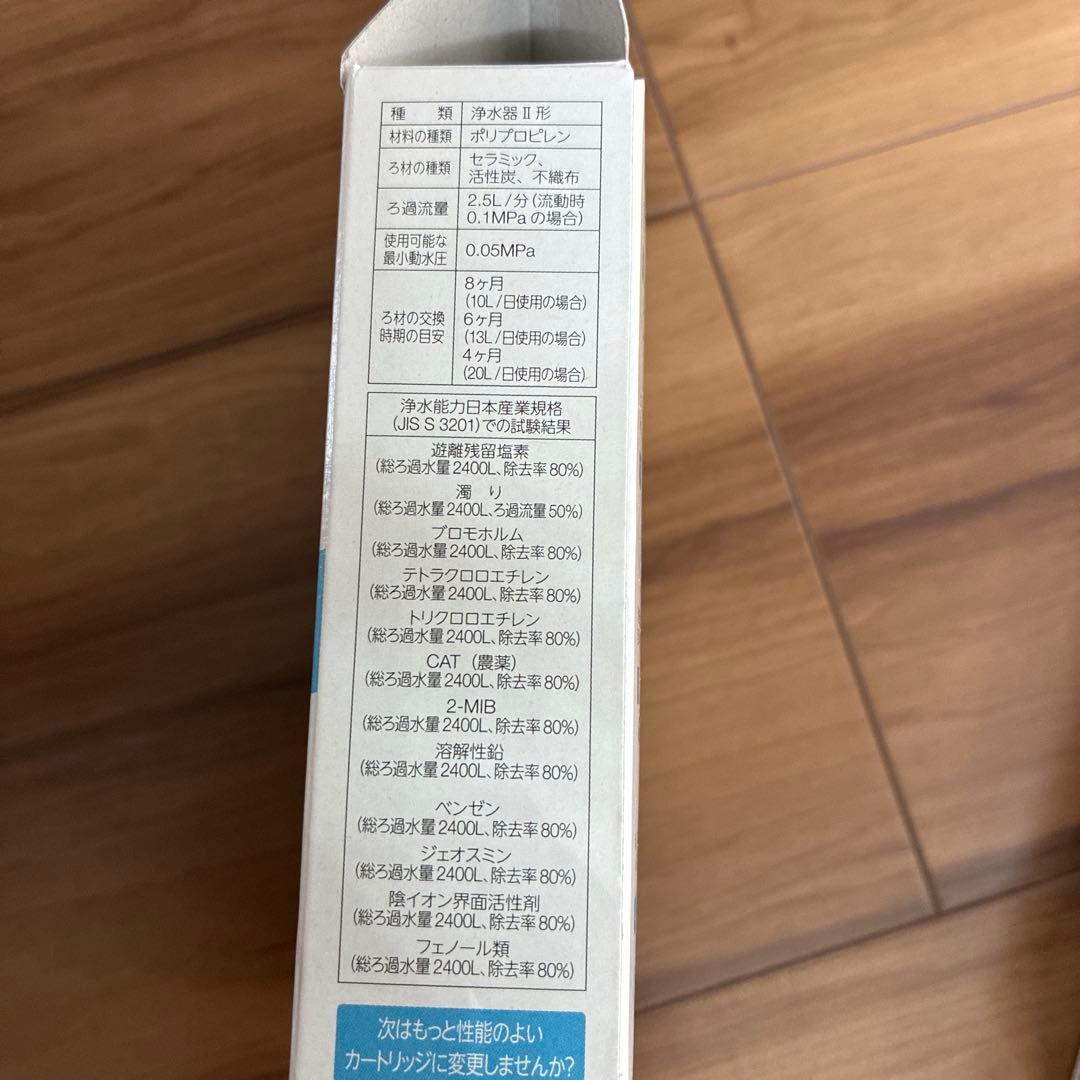 種 類 浄水器 II 形
材料の種類 ポリプロピレン
ろ材の種類 セラミック、
活性炭、不織布
ろ過流量 2.5L/分(流動時
0.1MPaの場合)
使用可能な
最小動水圧 0.05MPa
ろ材の交換
時期の目安
8ヶ月
(10L/日使用の場合)
6ヶ月
(13L/日使用の場合)
4ヶ月
(20L/日使用の場合)
浄水能力日本産業規格
(JIS S 3201)での試験結果
遊離残留塩素
(総ろ過水量2400L、除去率80%)
濁 り
(総ろ過水量2400L、ろ過流量50%)
ブロモホルム
(総ろ過水量2400L、除去率80%)
テトラクロロエチレン
(総ろ過水量2400L、除去率80%)
トリクロロエチレン
(総ろ過水量2400L、除去率80%)
CAT(農薬)
(総ろ過水量2400L、除去率80%)
2-MIB
(総ろ過水量2400L、除去率80%)
溶解性鉛
(総ろ過水量2400L、除去率80%)
ベンゼン
(総ろ過水量2400L、除去率80%)
ジェオスミン
(総ろ過水量2400L、除去率80%)
陰イオン界面活性剤
(総ろ過水量2400L、除去率80%)
フェノール類
(総ろ過水量2400L、除去率80%)
次はもっと性能のよい
カートリッジに変更しませんか?